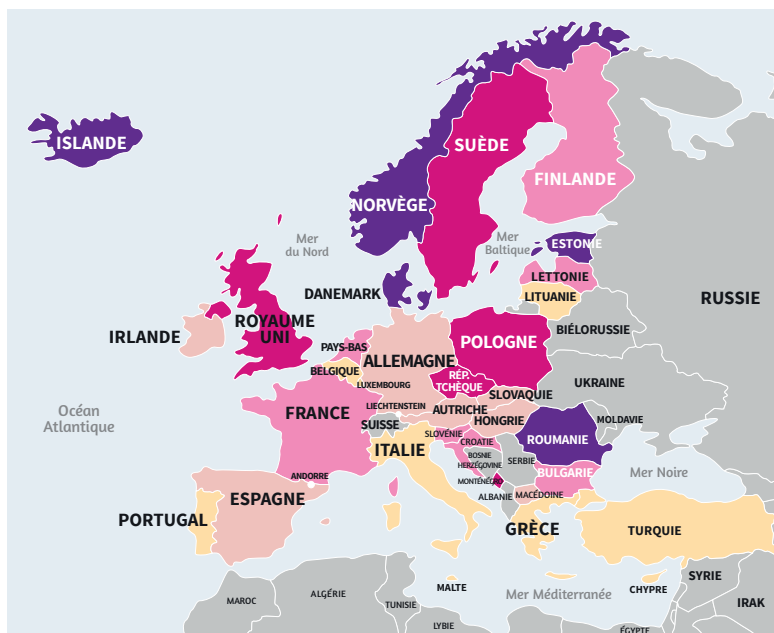 ISLANDE
SUÈDE
FINLANDE
NORVÈGE
Mer
du Nord
Mer
Baltique
ESTONIE
LETTONIE
LITUANIE
DANEMARK
RUSSIE
ROYAUME
UNI
IRLANDE
BIÉLORUSSIE
POLOGNE
PAYS-BAS
ALLEMAGNE
BELGIQUE
RÉP.
TCHÈQUE
LUXEMBOURG
UKRAINE
SLOVAQUIE
Océan
Atlantique
FRANCE
LIECHTENSTEIN
AUTRICHE
HONGRIE
MOLDAVIE
SUISSE
SLOVÉNIE
CROATIE
ROUMANIE
ITALIE
BOSNIE
HERZÉGOVINE
SERBIE
ANDORRE
BULGARIE
Mer Noire
MONTÉNÉGRO
ESPAGNE
ALBANIE
MACÉDOINE
PORTUGAL
GRÈCE
TURQUIE
MALTE
Mer Méditerranée
CHYPRE
SYRIE
MAROC
ALGÉRIE
TUNISIE
IRAK
LYBIE
ÉGYPTE